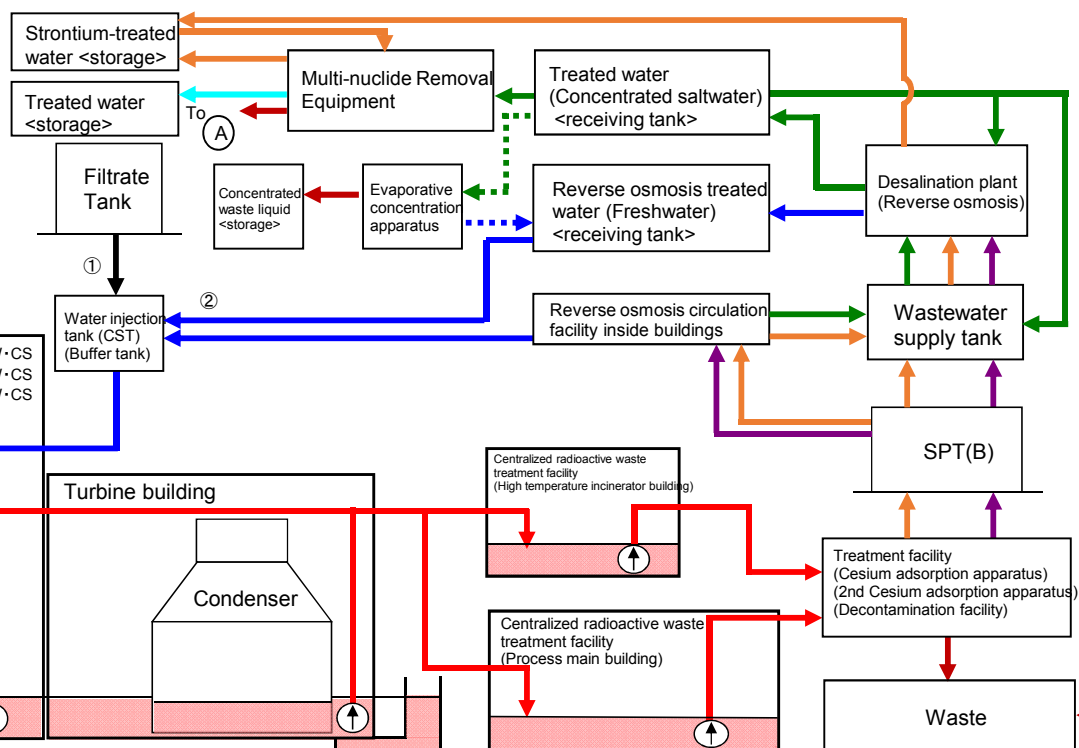 Strontium-treated
water <storage>
Multi-nuclide Removal
Equipment
Treated water
(Concentrated saltwater)
<receiving tank>
Treated water
<storage>
To
A
Filtrate
Tank
Concentrated
waste liquid
<storage>
Evaporative
concentration
apparatus
Reverse osmosis treated
water (Freshwater)
<receiving tank>
Desalination plant
(Reverse osmosis)
①
②
Water injection
tank (CST)
(Buffer tank)
Reverse osmosis circulation
facility inside buildings
Wastewater
supply tank
・CS
・CS
・CS
SPT(B)
Turbine building
Condenser
Centralized radioactive waste
treatment facility
(High temperature incinerator building)
Treatment facility
(Cesium adsorption apparatus)
(2nd Cesium adsorption apparatus)
(Decontamination facility)
Centralized radioactive waste
treatment facility
(Process main building)
Waste